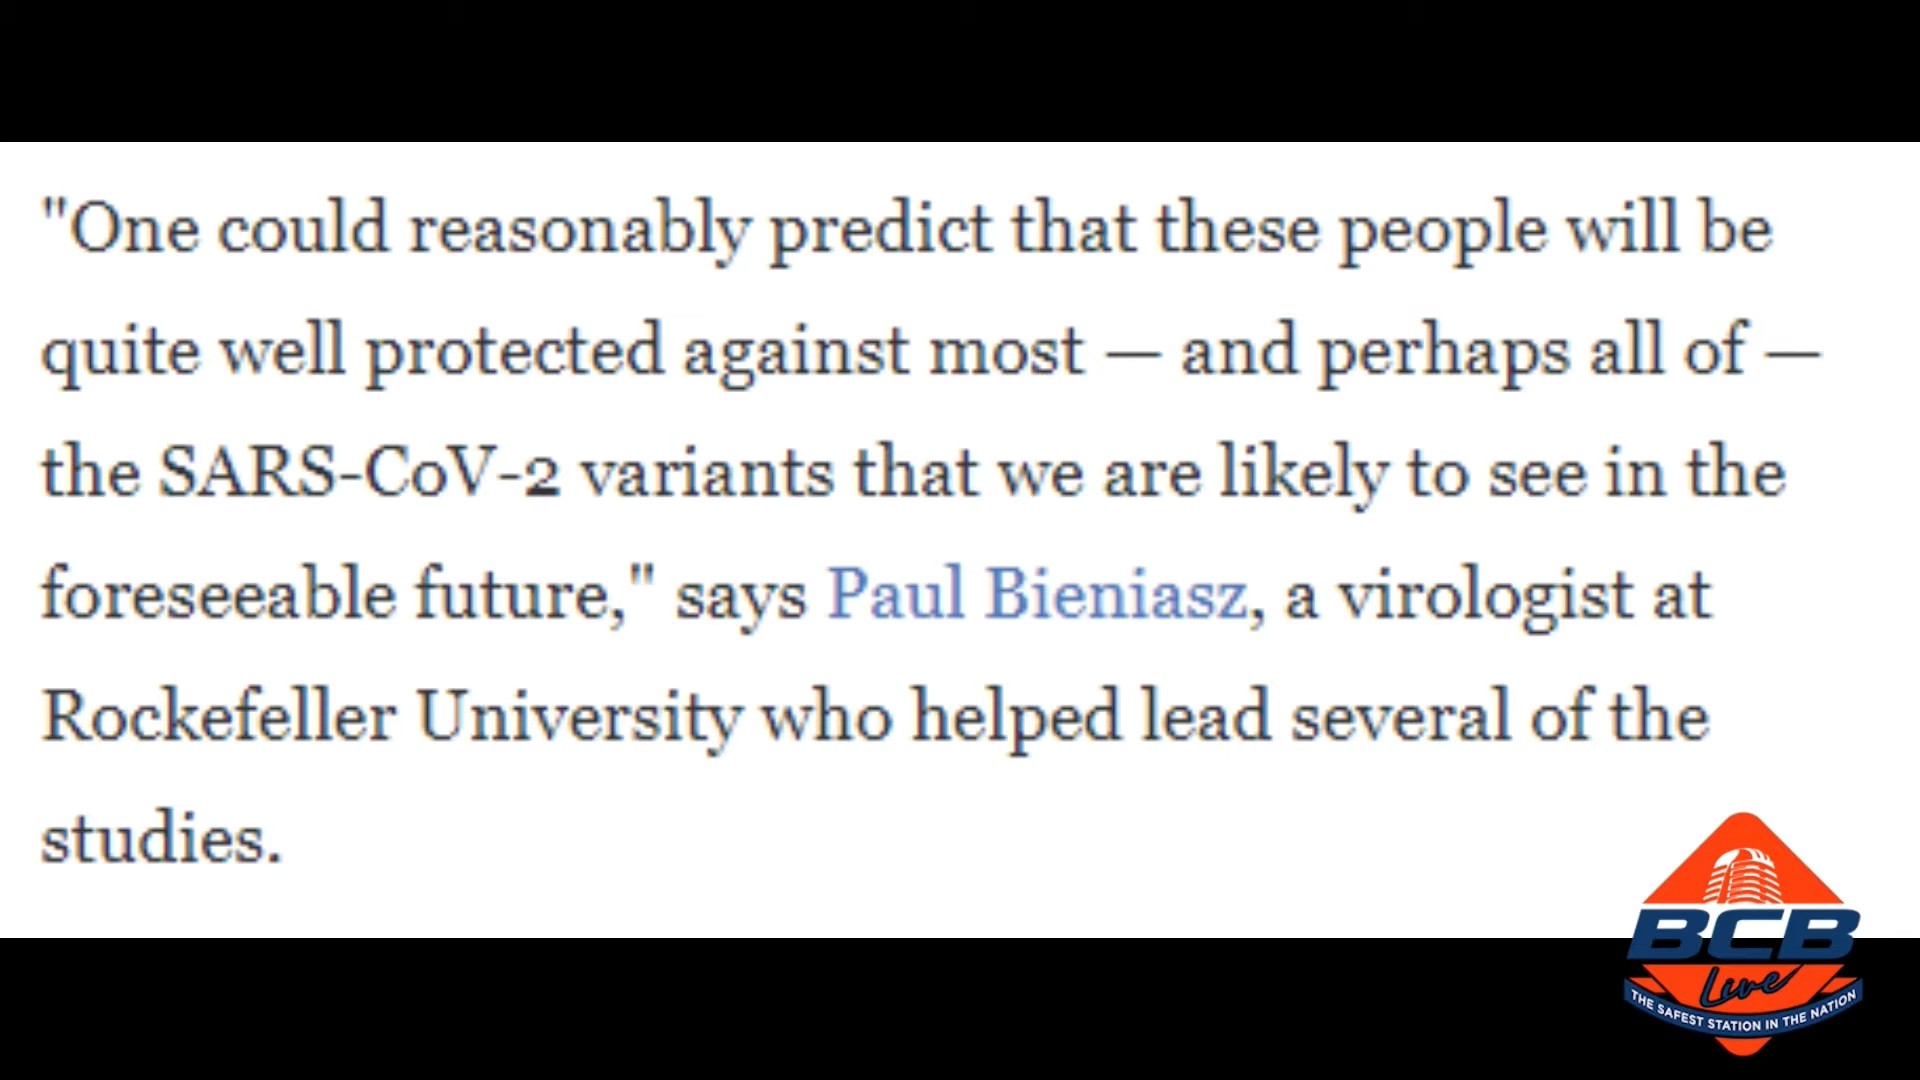 "One could reasonably predict that these people will be
quite well protected against most — and perhaps all of —
the SARS-CoV-2 variants that we are likely to see in the
foreseeable future," says Paul Bieniasz, a virologist at
Rockefeller University who helped lead several of the
studies.
BCB
Live
THE SAFEST STATION IN THE NATION